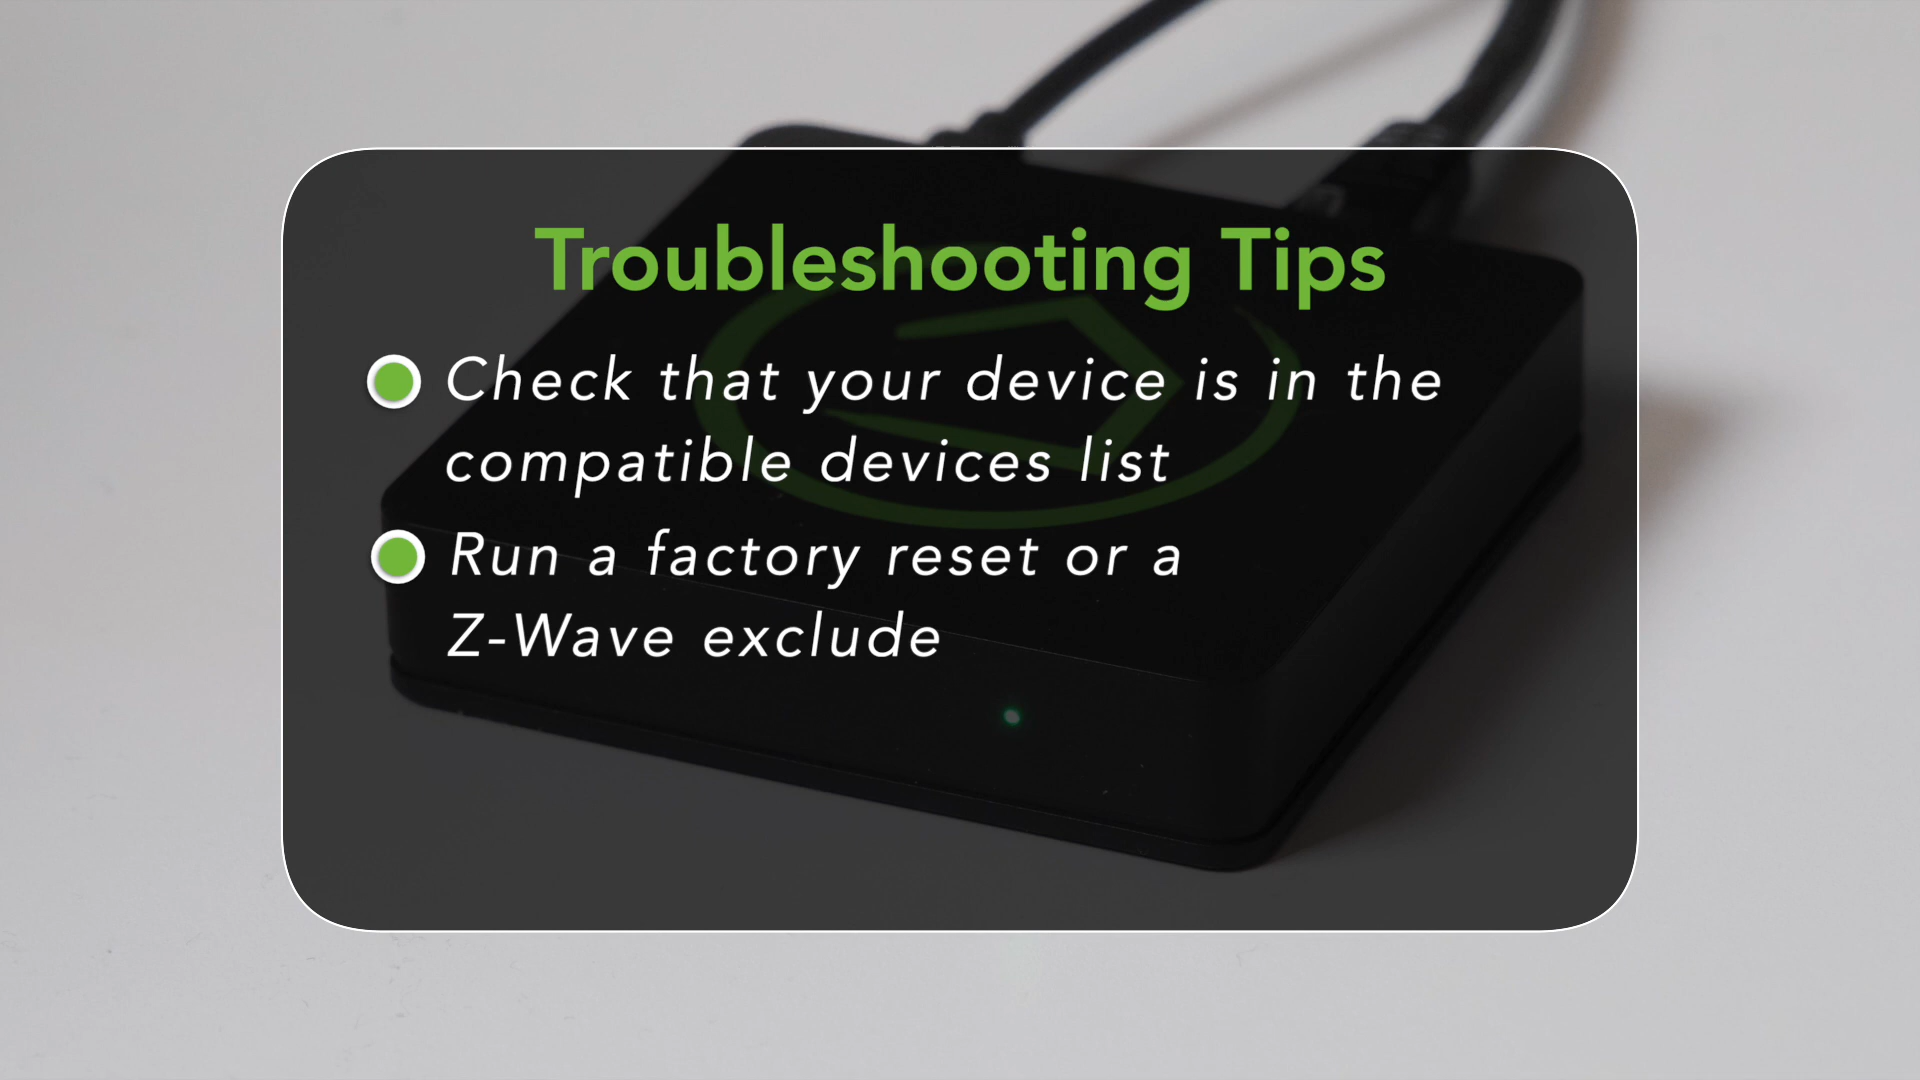 Troubleshooting Tips
Check that your device is in the
compatible devices list
Run a factory reset or a
Z-Wave exclude